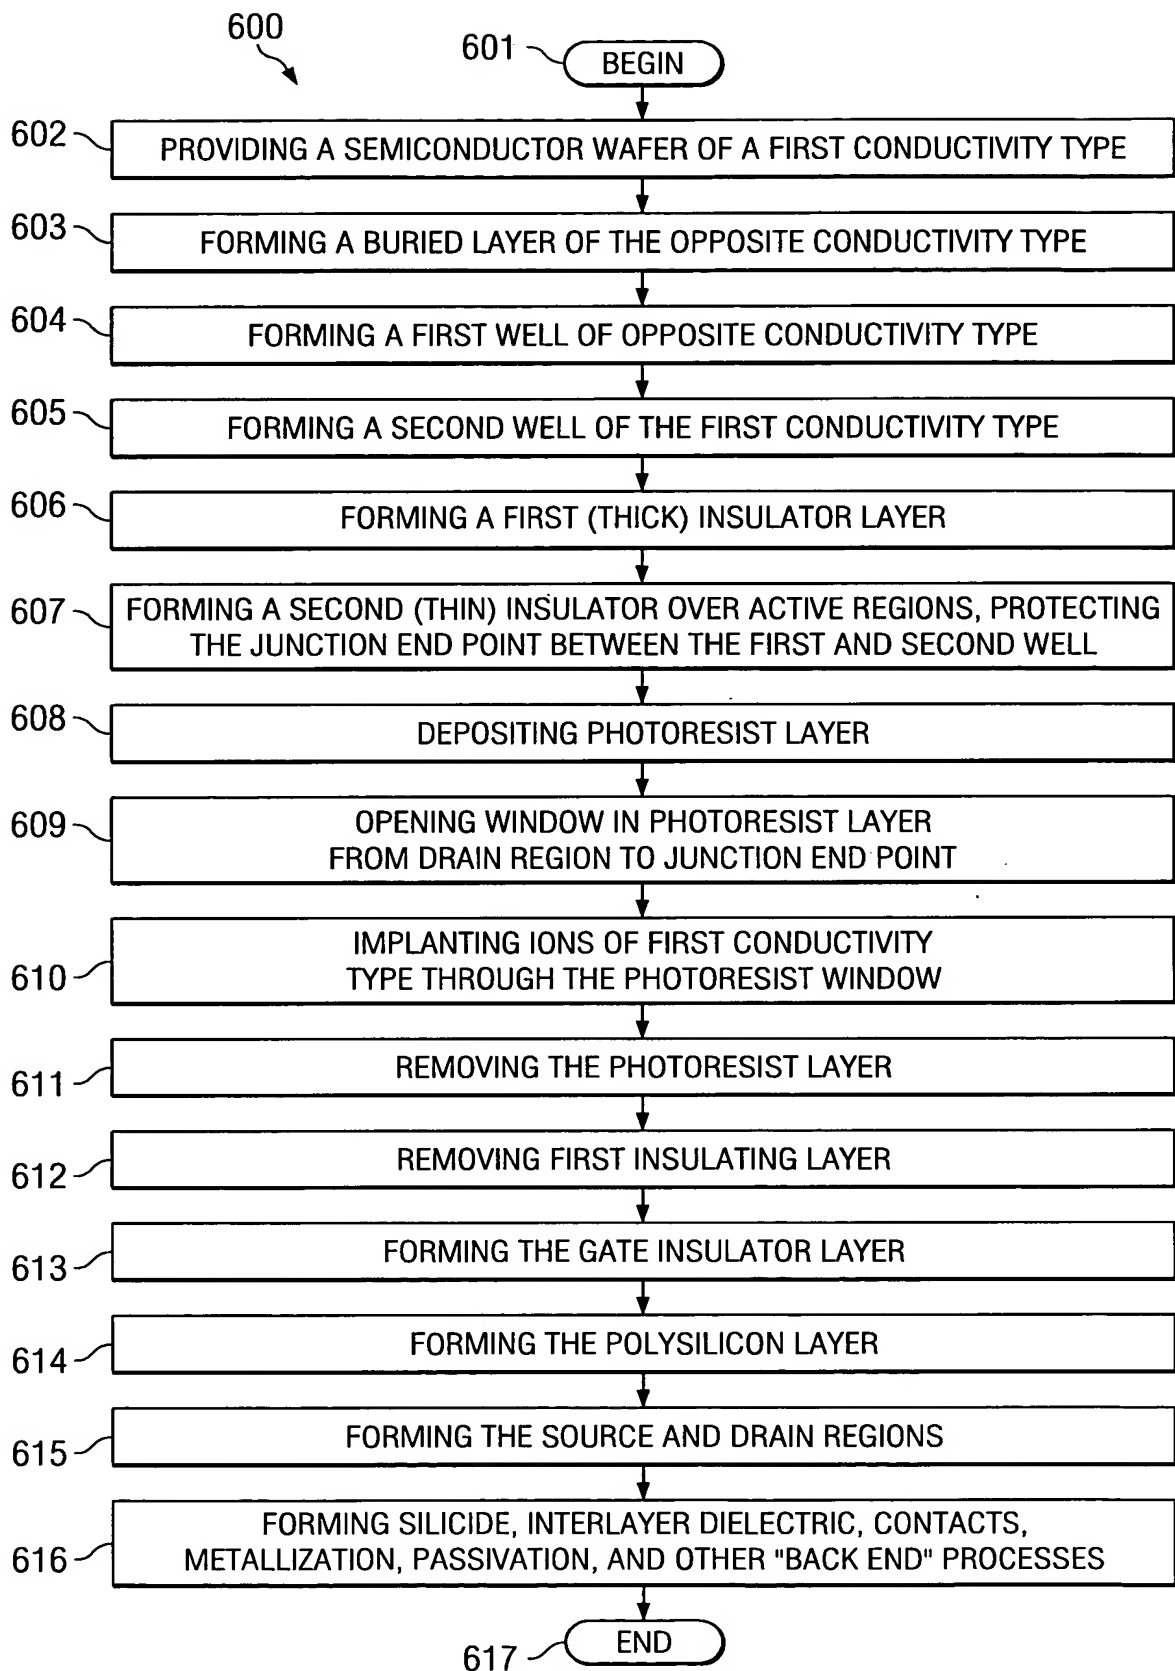 600
601
BEGIN
602
PROVIDING A SEMICONDUCTOR WAFER OF A FIRST CONDUCTIVITY TYPE
603
FORMING A BURIED LAYER OF THE OPPOSITE CONDUCTIVITY TYPE
604
FORMING A FIRST WELL OF OPPOSITE CONDUCTIVITY TYPE
605
FORMING A SECOND WELL OF THE FIRST CONDUCTIVITY TYPE
606
FORMING A FIRST (THICK) INSULATOR LAYER
607
FORMING A SECOND (THIN) INSULATOR OVER ACTIVE REGIONS, PROTECTING
THE JUNCTION END POINT BETWEEN THE FIRST AND SECOND WELL
608
DEPOSITING PHOTORESIST LAYER
609
OPENING WINDOW IN PHOTORESIST LAYER
FROM DRAIN REGION TO JUNCTION END POINT
610
IMPLANTING IONS OF FIRST CONDUCTIVITY
TYPE THROUGH THE PHOTORESIST WINDOW
611
REMOVING THE PHOTORESIST LAYER
612
REMOVING FIRST INSULATING LAYER
613
FORMING THE GATE INSULATOR LAYER
614
FORMING THE POLYSILICON LAYER
615
FORMING THE SOURCE AND DRAIN REGIONS
616
FORMING SILICIDE, INTERLAYER DIELECTRIC, CONTACTS,
METALLIZATION, PASSIVATION, AND OTHER "BACK END" PROCESSES
617
END